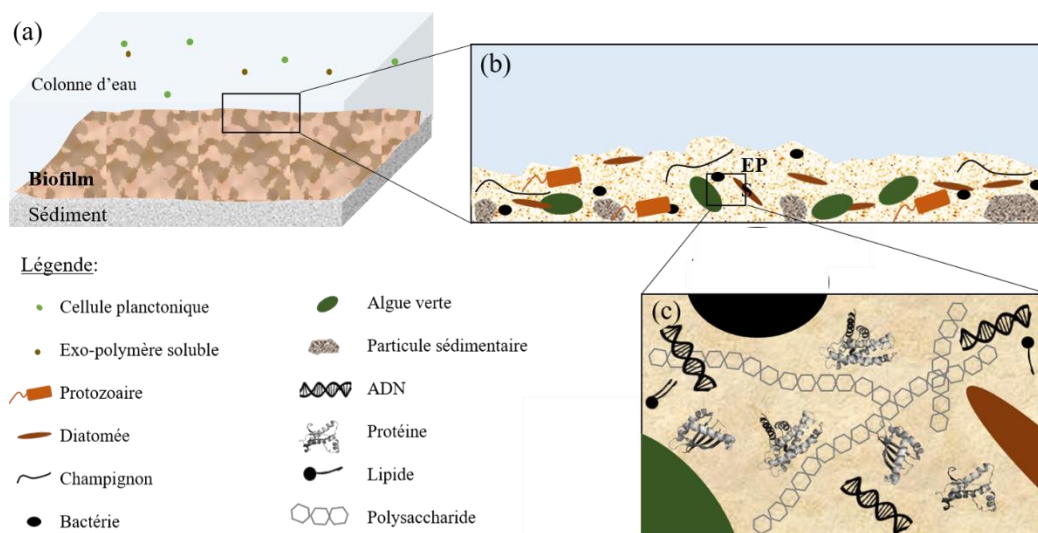 (a)
Colonne d'eau
Biofilm
Sédiment
(b)
EP
S
(c)
Légende:
Cellule planctonique
Exo-polymère soluble
Protozoaire
Diatomée
Champignon
Bactérie
Algue verte
Particule sédimentaire
ADN
Protéine
Lipide
Polysaccharide